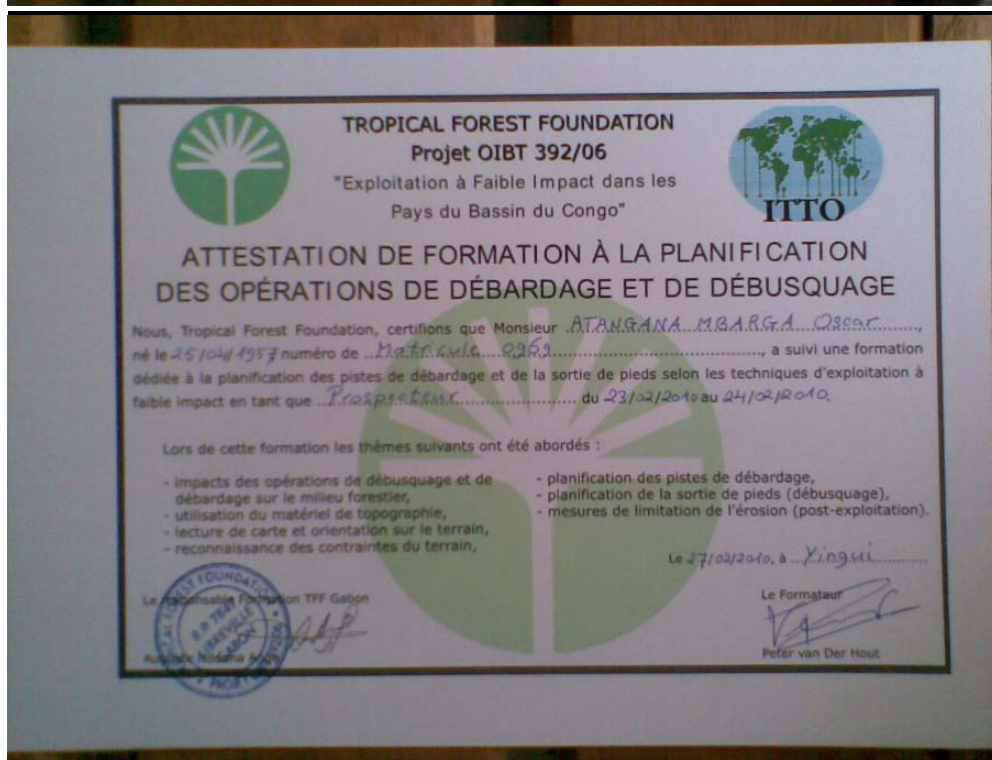 TROPICAL FOREST FOUNDATION
Projet OIBT 392/06
"Exploitation à Faible Impact dans les
Pays du Bassin du Congo"
ITTO
ATTESTATION DE FORMATION À LA PLANIFICATION
DES OPÉRATIONS DE DÉBARDAGE ET DE DÉBUSQUAGE
Nous, Tropical Forest Foundation, certifions que Monsieur ATANGANA MBARGA Oscar,
né le 25/04/1957 numéro de Matricule 0969, a suivi une formation
dédiée à la planification des pistes de débardage et de la sortie de pieds selon les techniques d'exploitation à
faible impact en tant que Prospecteur du 23/02/2010 au 24/02/2010.
Lors de cette formation les thèmes suivants ont été abordés :
- impacts des opérations de débusquage et de
débardage sur le milieu forestier,
- utilisation du matériel de topographie,
- lecture de carte et orientation sur le terrain,
- reconnaissance des contraintes du terrain,
- planification des pistes de débardage,
- planification de la sortie de pieds (débusquage),
- mesures de limitation de l'érosion (post-exploitation).
Le 27/02/2010, à Yingui
Le Responsable Formation TFF Gabon
LIBREVILLE
GABON
Le Formateur
Peter van Der Hout